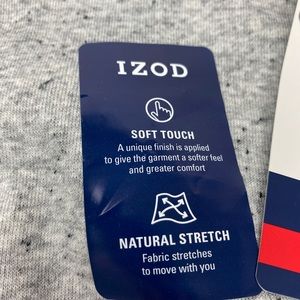 IZOD
SOFT TOUCH
A unique finish is applied
to give the garment a softer feel
and greater comfort
NATURAL STRETCH
Fabric stretches
to move with you